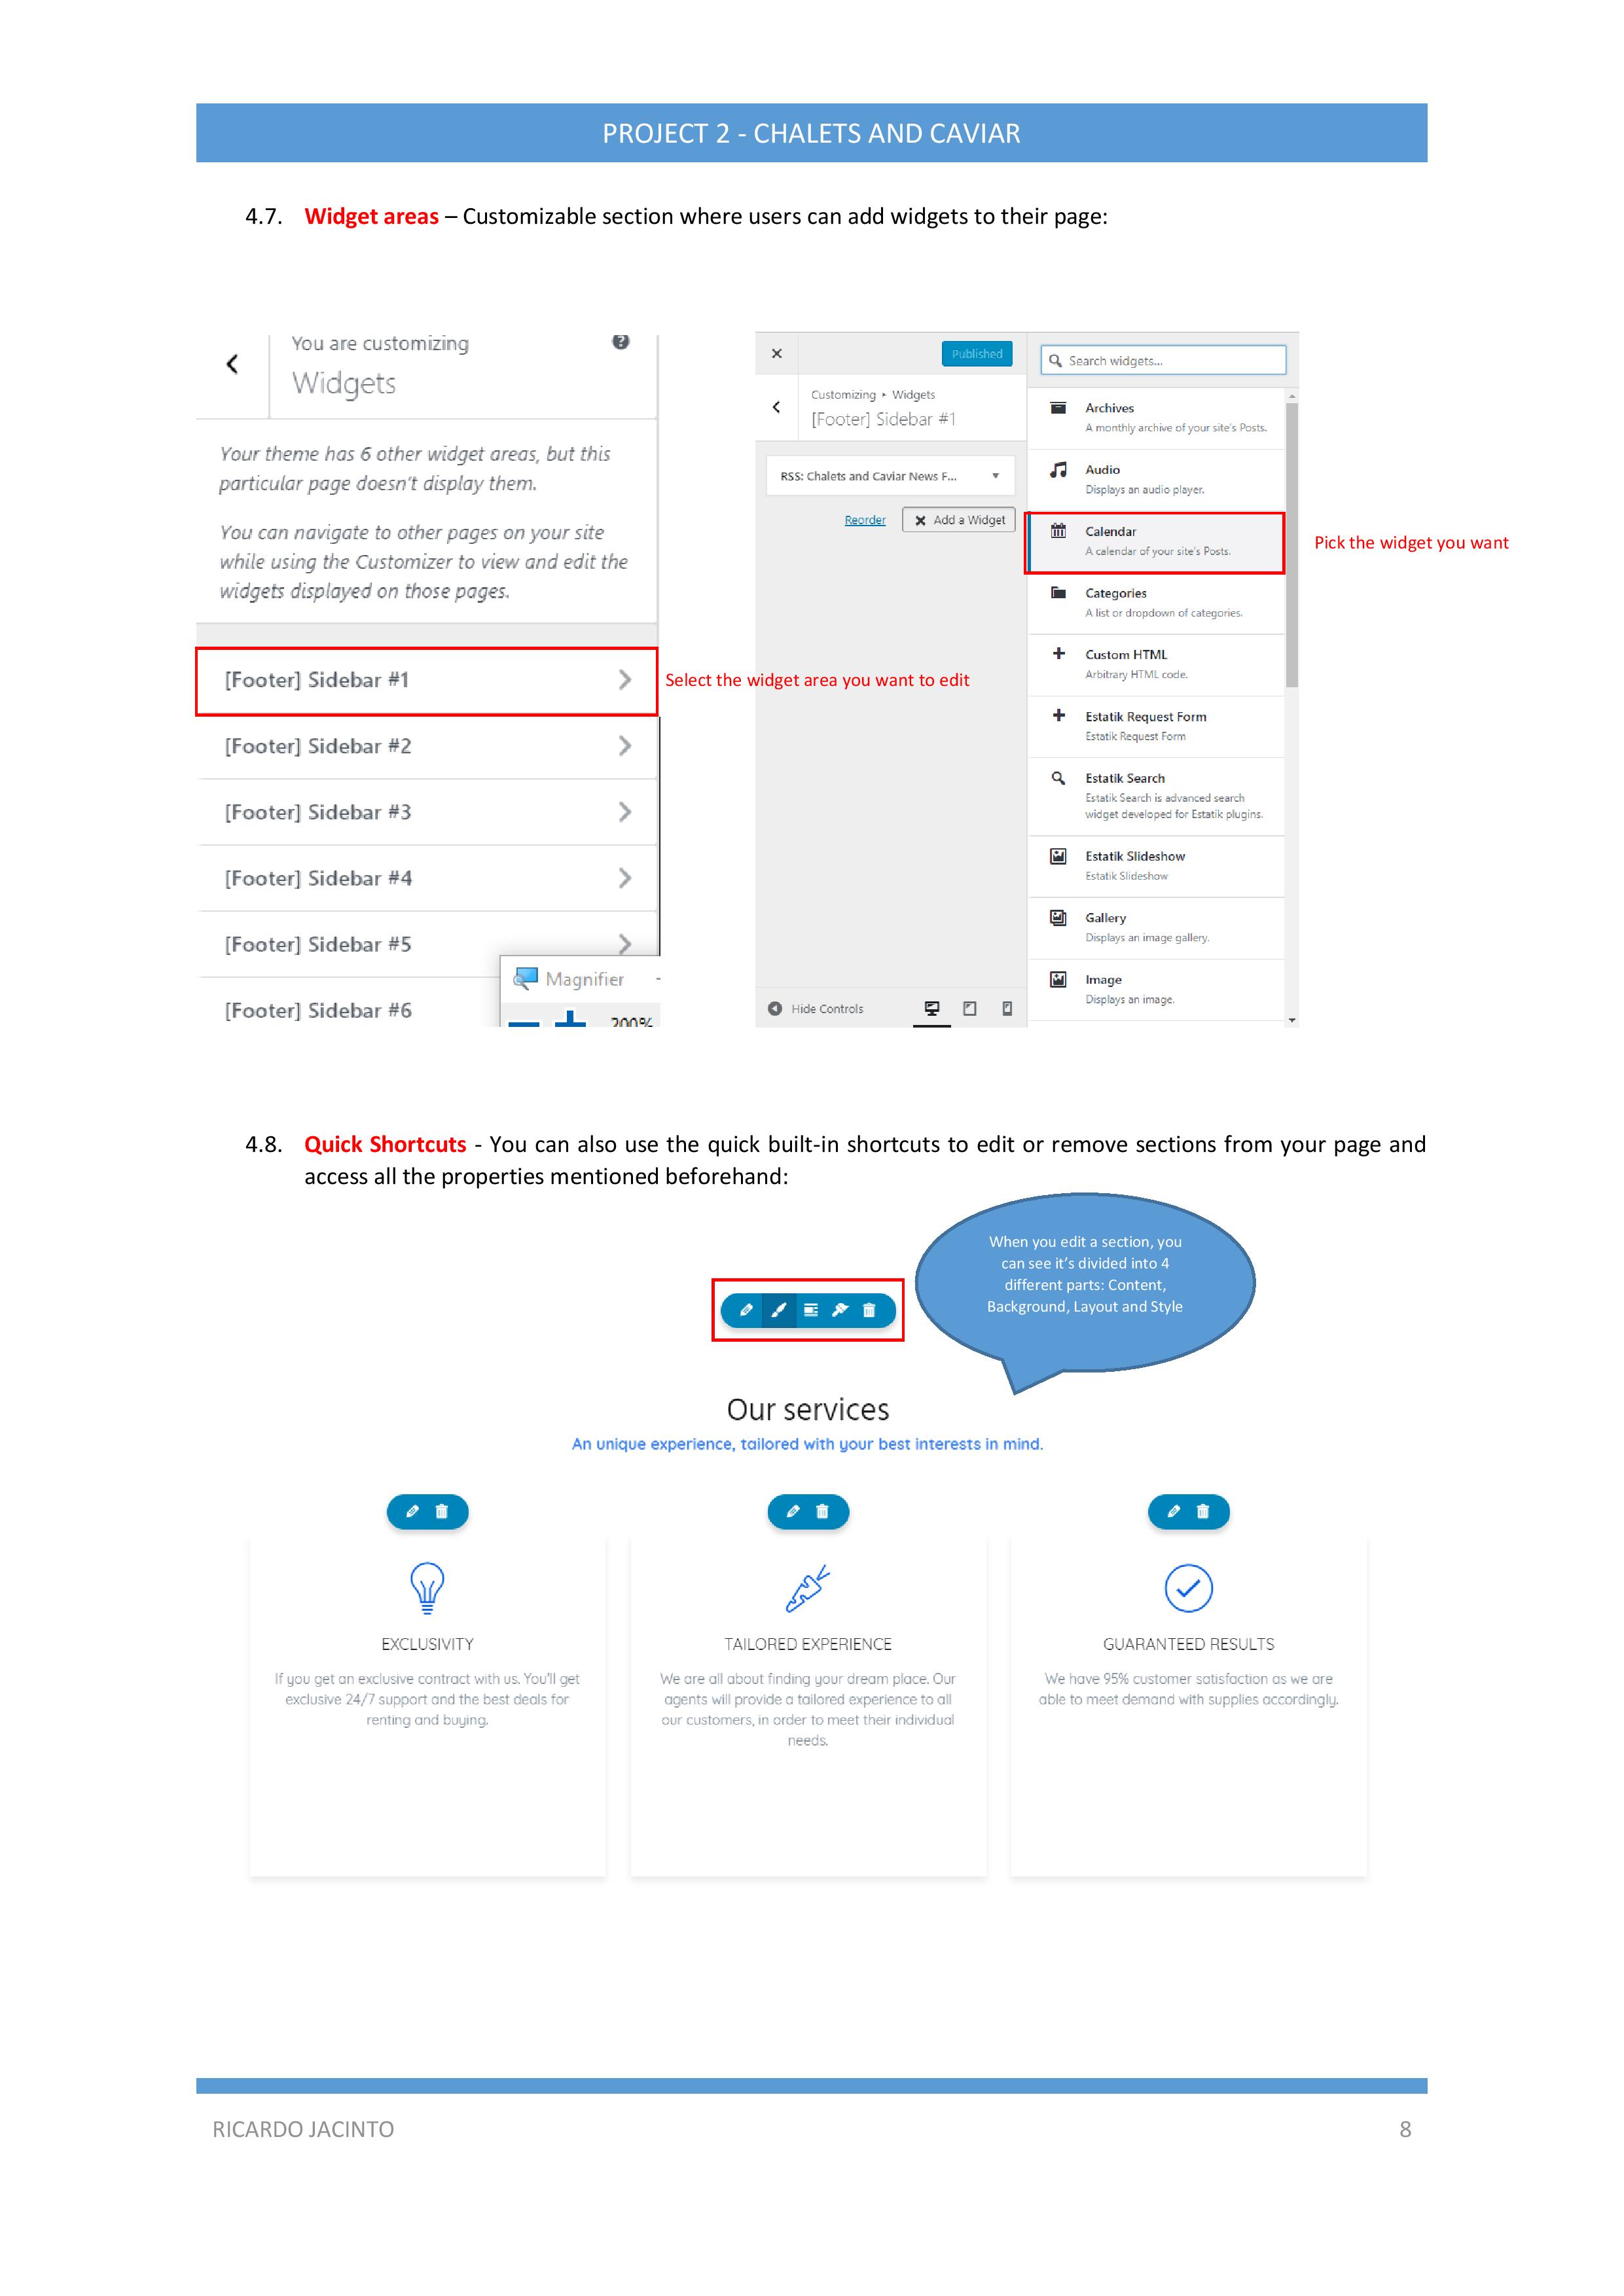 PROJECT 2 - CHALETS AND CAVIAR
4.7. Widget areas – Customizable section where users can add widgets to their page:
You are customizing
Widgets
Your theme has 6 other widget areas, but this
particular page doesn't display them.
You can navigate to other pages on your site
while using the Customizer to view and edit the
widgets displayed on those pages.
[Footer] Sidebar #1
[Footer] Sidebar #2
[Footer] Sidebar #3
[Footer] Sidebar #4
[Footer] Sidebar #5
[Footer] Sidebar #6
Magnifier
200%
Select the widget area you want to edit
Published
Customizing ▸ Widgets
[Footer] Sidebar #1
RSS: Chalets and Caviar News F...
Reorder
Add a Widget
Hide Controls
Search widgets...
Archives
A monthly archive of your site's Posts.
Audio
Displays an audio player.
Calendar
A calendar of your site's Posts.
Categories
A list or dropdown of categories.
Custom HTML
Arbitrary HTML code.
Estatik Request Form
Estatik Request Form
Estatik Search
Estatik Search is advanced search
widget developed for Estatik plugins.
Estatik Slideshow
Estatik Slideshow
Gallery
Displays an image gallery.
Image
Displays an image.
Pick the widget you want
4.8. Quick Shortcuts - You can also use the quick built-in shortcuts to edit or remove sections from your page and
access all the properties mentioned beforehand:
When you edit a section, you
can see it's divided into 4
different parts: Content,
Background, Layout and Style
Our services
An unique experience, tailored with your best interests in mind.
EXCLUSIVITY
If you get an exclusive contract with us. You'll get
exclusive 24/7 support and the best deals for
renting and buying.
TAILORED EXPERIENCE
We are all about finding your dream place. Our
agents will provide a tailored experience to all
our customers, in order to meet their individual
needs.
GUARANTEED RESULTS
We have 95% customer satisfaction as we are
able to meet demand with supplies accordingly.
RICARDO JACINTO
8